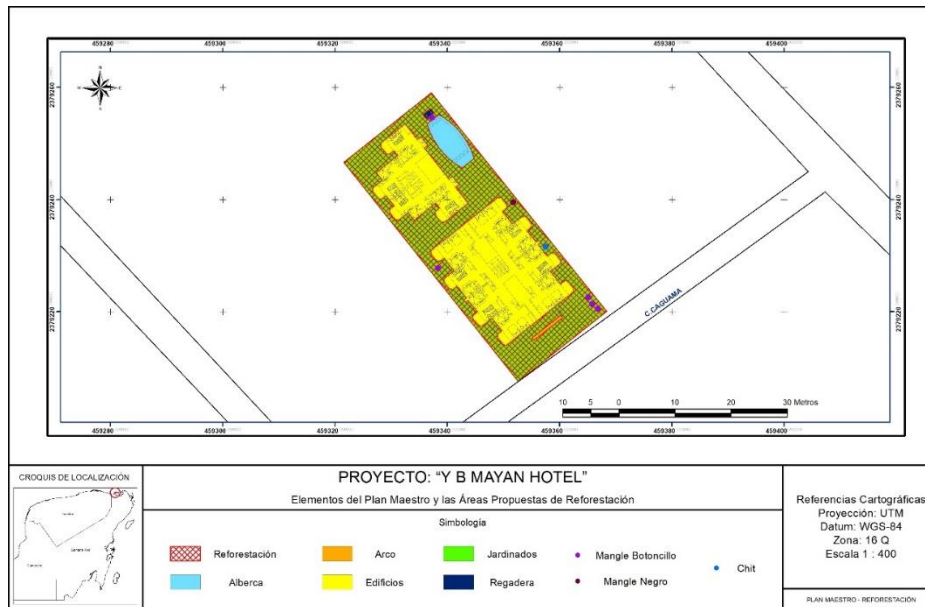 459280 459300 459320 459340 459360 459380 459400
2379260 2379260
2379240 2379240
2379220 2379220
C.CAGUAMA
10 5 0 10 20 30 Metros
459280 459300 459320 459340 459360 459380 459400
CROQUIS DE LOCALIZACIÓN
PROYECTO: “Y B MAYAN HOTEL”
Elementos del Plan Maestro y las Áreas Propuestas de Reforestación
Simbología
Reforestación
Arco
Jardinados
Mangle Botoncillo
Chit
Alberca
Edificios
Regadera
Mangle Negro
Referencias Cartográficas
Proyección: UTM
Datum: WGS-84
Zona: 16 Q
Escala 1 : 400
PLAN MAESTRO - REFORESTACIÓN